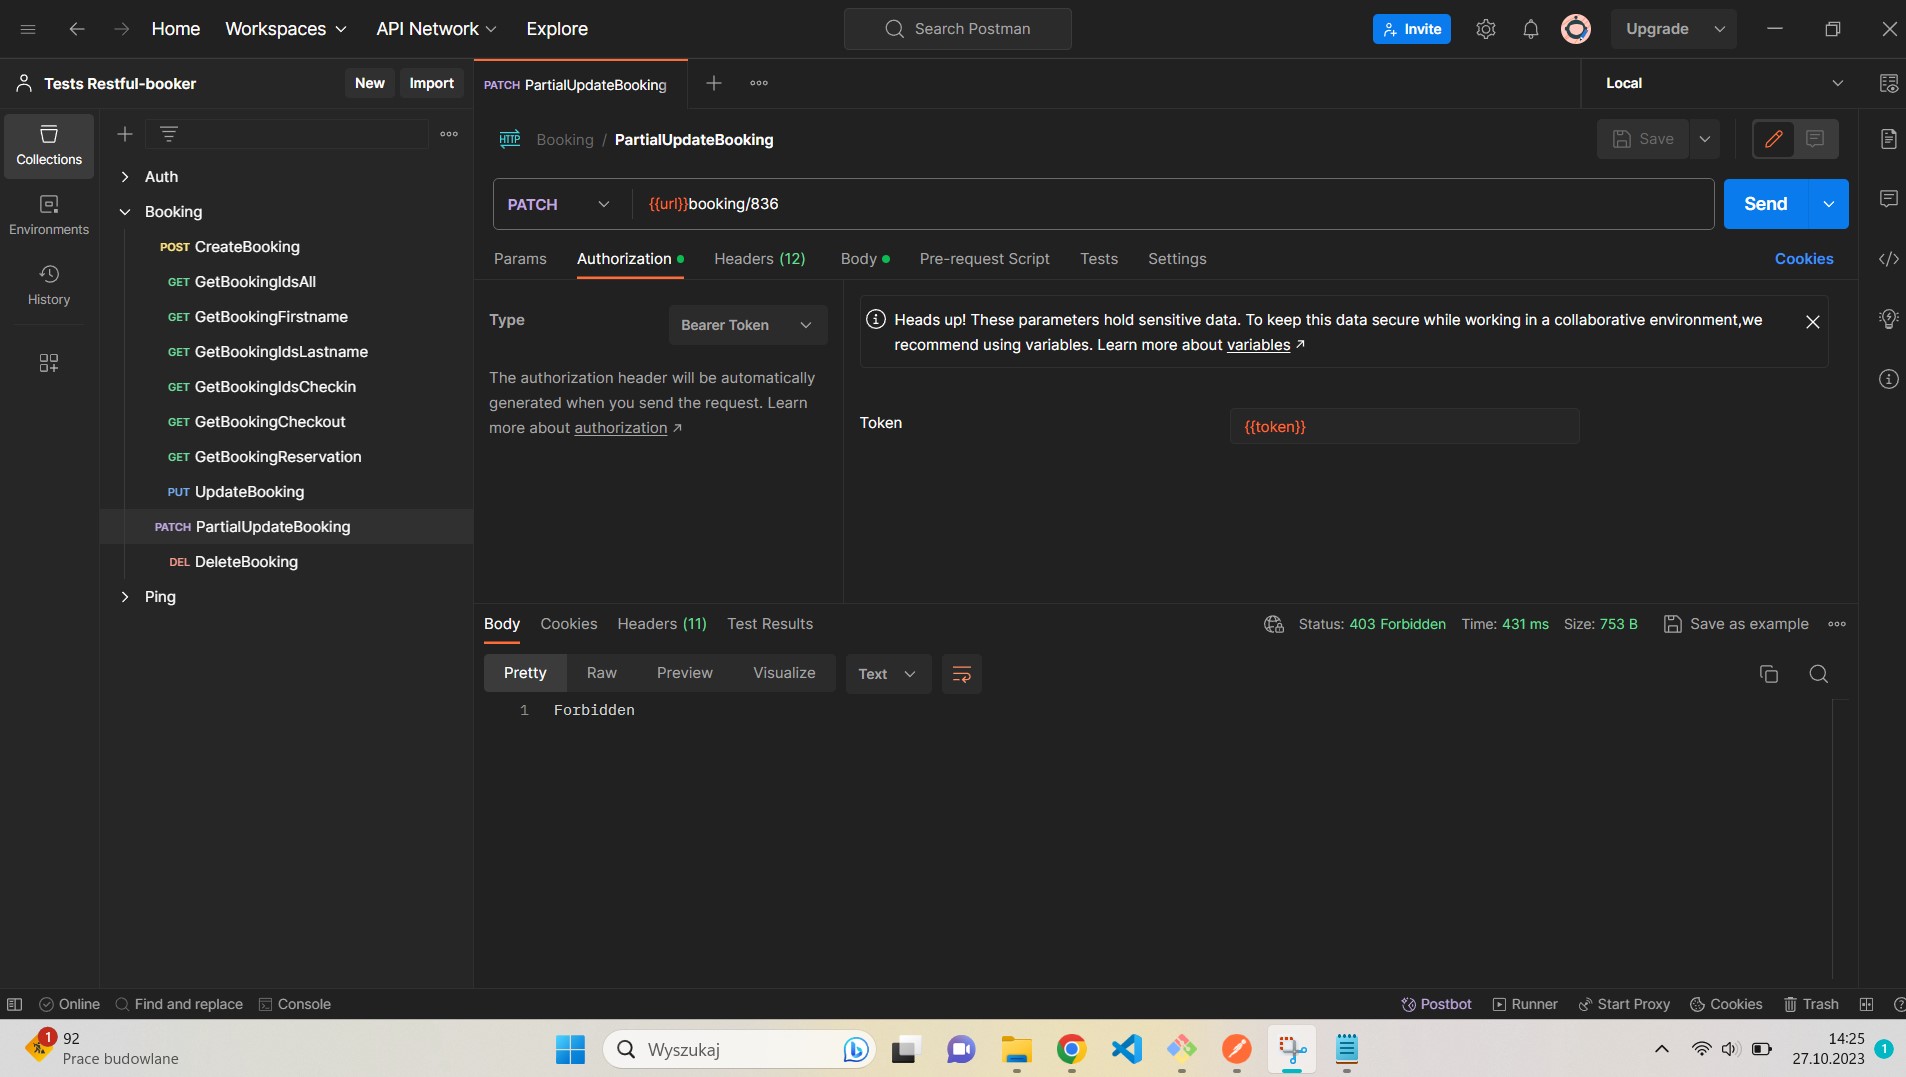 Home Workspaces API Network Explore Search Postman Invite Upgrade
Tests Restful-booker New Import PATCH PartialUpdateBooking Local
HTTP Booking / PartialUpdateBooking Save
Collections
Environments
History
Auth
Booking
POST CreateBooking
GET GetBookingIdsAll
GET GetBookingFirstname
GET GetBookingIdsLastname
GET GetBookingIdsCheckin
GET GetBookingCheckout
GET GetBookingReservation
PUT UpdateBooking
PATCH PartialUpdateBooking
DEL DeleteBooking
Ping
PATCH {{url}}booking/836 Send
Params Authorization Headers (12) Body Pre-request Script Tests Settings Cookies
Type Bearer Token
The authorization header will be automatically
generated when you send the request. Learn
more about authorization ↗
Heads up! These parameters hold sensitive data. To keep this data secure while working in a collaborative environment,we
recommend using variables. Learn more about variables ↗
Token {{token}}
Body Cookies Headers (11) Test Results Status: 403 Forbidden Time: 431 ms Size: 753 B Save as example
Pretty Raw Preview Visualize Text
1 Forbidden
Online Find and replace Console Postbot Runner Start Proxy Cookies Trash
1 92
Prace budowlane
Wyszukaj
14:25
27.10.2023
1